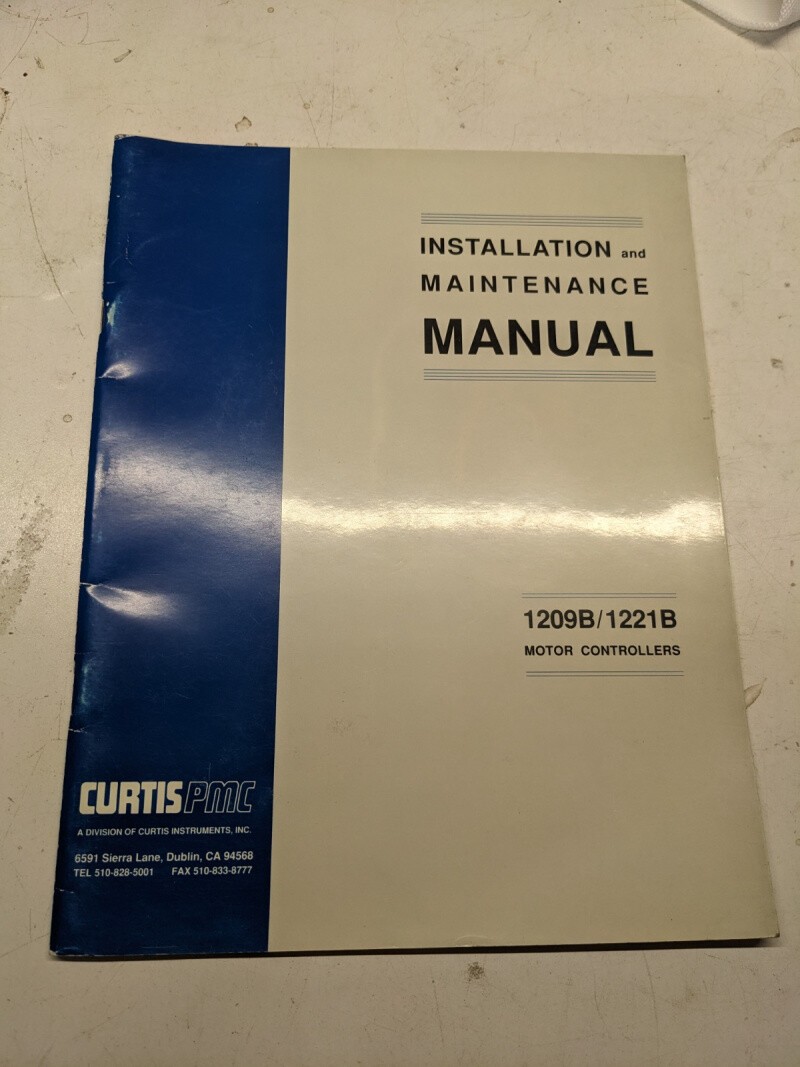 INSTALLATION and
MAINTENANCE
MANUAL
1209B/1221B
MOTOR CONTROLLERS
CURTIS PMC
A DIVISION OF CURTIS INSTRUMENTS, INC.
6591 Sierra Lane, Dublin, CA 94568
TEL 510-828-5001 FAX 510-833-8777